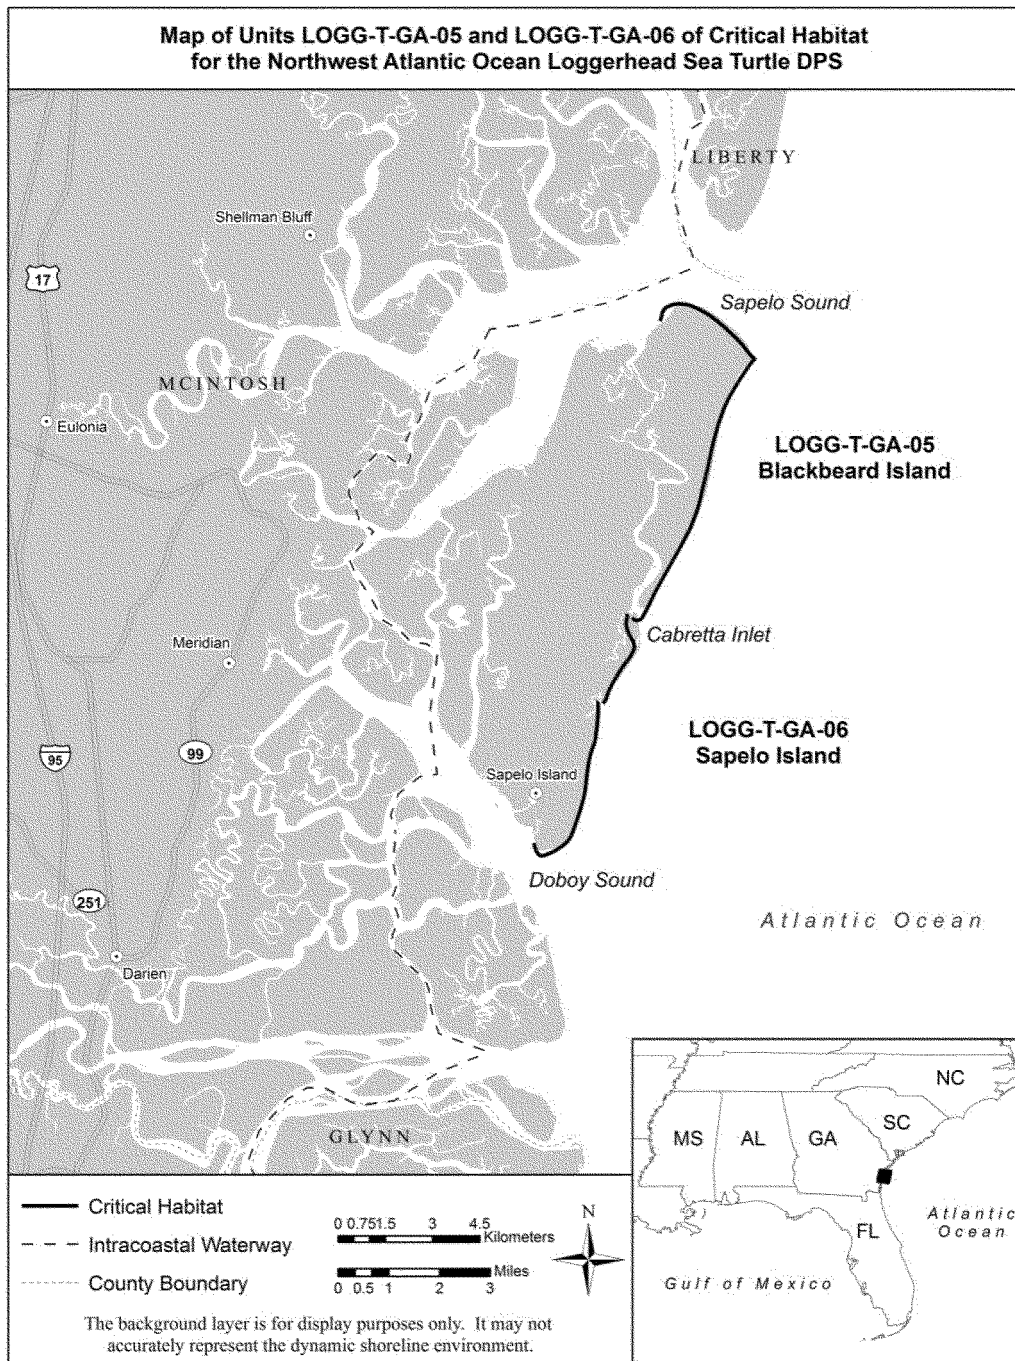 Map of Units LOGG-T-GA-05 and LOGG-T-GA-06 of Critical Habitat
for the Northwest Atlantic Ocean Loggerhead Sea Turtle DPS
LIBERTY
Shellman Bluff
17
Sapelo Sound
MCINTOSH
Eulonia
LOGG-T-GA-05
Blackbeard Island
Meridian
Cabretta Inlet
99
95
LOGG-T-GA-06
Sapelo Island
Sapelo Island
Doboy Sound
251
Atlantic Ocean
Darien
GLYNN
Critical Habitat
Intracoastal Waterway
County Boundary
0 0.75 1.5 3 4.5
Kilometers
Miles
0 0.5 1 2 3
N
The background layer is for display purposes only. It may not
accurately represent the dynamic shoreline environment.
NC
SC
MS AL GA
FL
Atlantic
Ocean
Gulf of Mexico